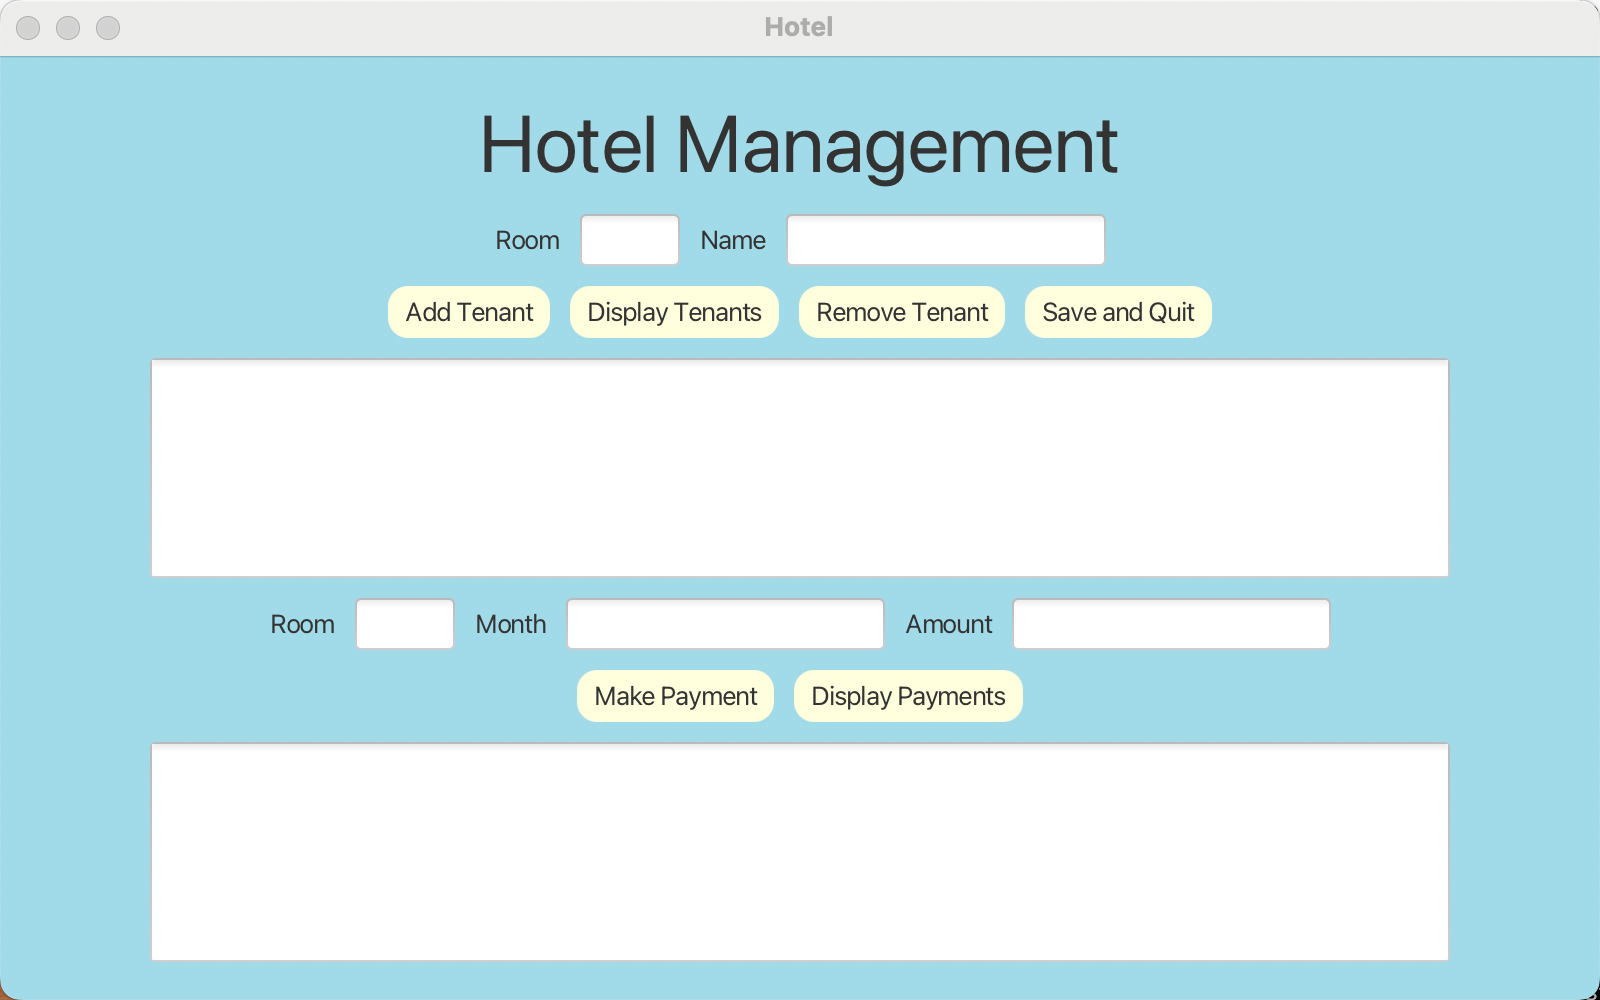 Hotel
Hotel Management
Room Name
Add Tenant Display Tenants Remove Tenant Save and Quit
Room Month Amount
Make Payment Display Payments